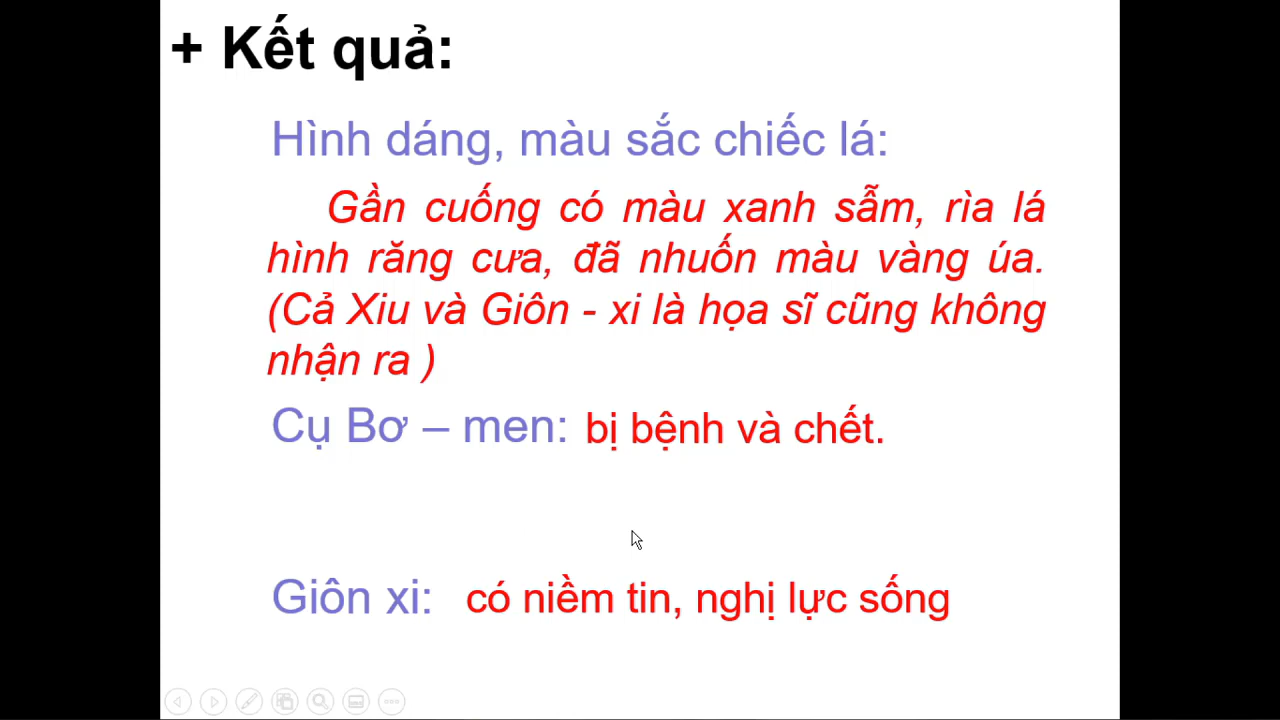 + Kết quả:
Hình dáng, màu sắc chiếc lá:
Gần cuống có màu xanh sẫm, rìa lá
hình răng cưa, đã nhuốn màu vàng úa.
(Cả Xiu và Giôn - xi là họa sĩ cũng không
nhận ra )
Cụ Bơ – men: bị bệnh và chết.
Giôn xi: có niềm tin, nghị lực sống